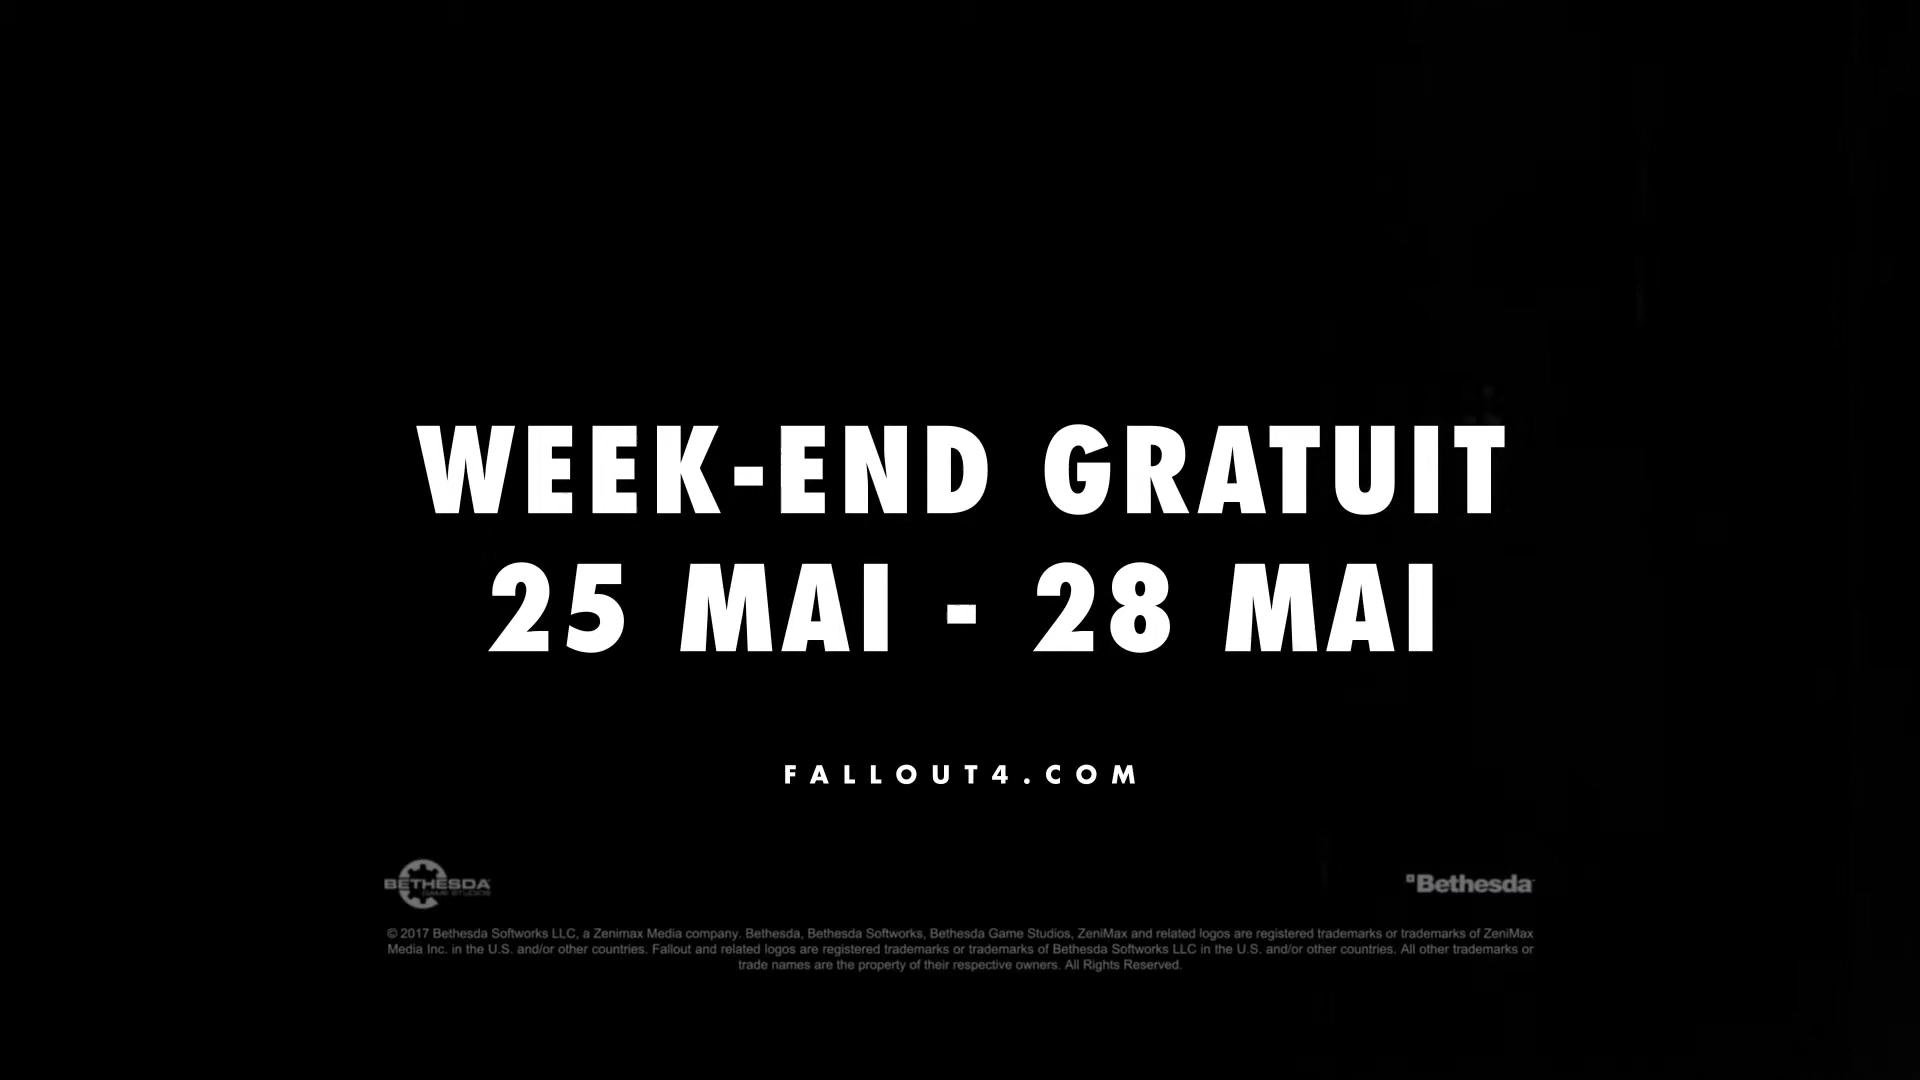 WEEK-END GRATUIT
25 MAI - 28 MAI
FALLOUT4.COM
BETHESDA
GAME STUDIOS
Bethesda
© 2017 Bethesda Softworks LLC, a Zenimax Media company. Bethesda, Bethesda Softworks, Bethesda Game Studios, ZeniMax and related logos are registered trademarks or trademarks of ZeniMax
Media Inc. in the U.S. and/or other countries. Fallout and related logos are registered trademarks or trademarks of Bethesda Softworks LLC in the U.S. and/or other countries. All other trademarks or
trade names are the property of their respective owners. All Rights Reserved.